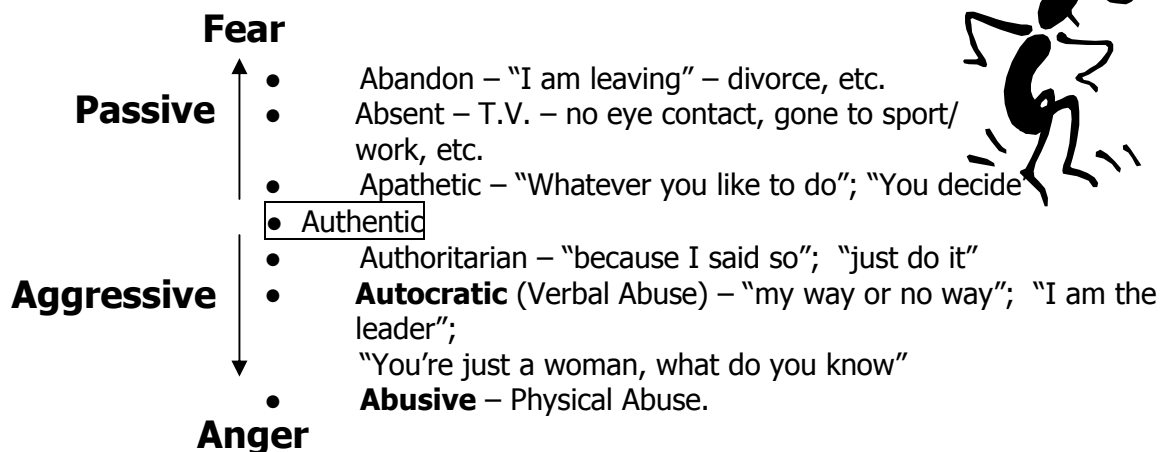 Fear
Passive
● Abandon – “I am leaving” – divorce, etc.
● Absent – T.V. – no eye contact, gone to sport/
work, etc.
● Apathetic – “Whatever you like to do”; “You decide”
● Authentic
● Authoritarian – “because I said so”; “just do it”
Aggressive
● Autocratic (Verbal Abuse) – “my way or no way”; “I am the
leader”;
“You’re just a woman, what do you know”
● Abusive – Physical Abuse.
Anger